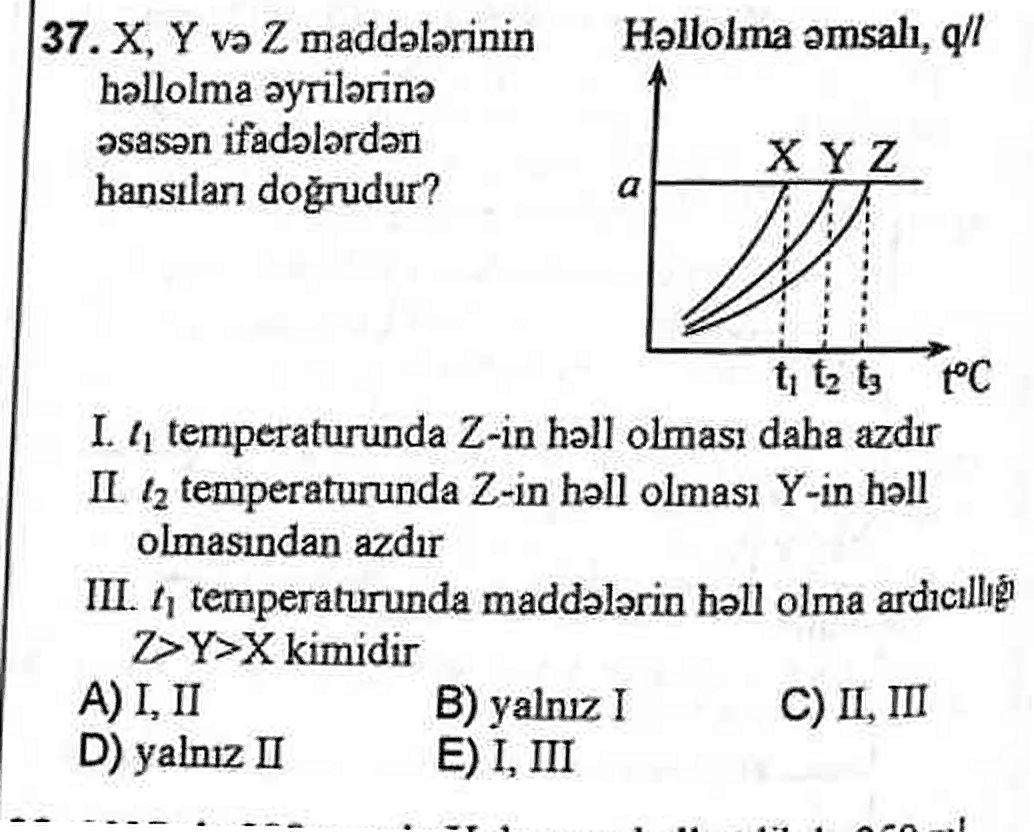 37. X, Y və Z maddələrinin
həllolma əyrilərinə
əsasən ifadələrdən
hansıları doğrudur?
Həllolma əmsalı, q/l
X Y Z
a
t₁ t₂ t₃ t°C
I. t₁ temperaturunda Z-in həll olması daha azdır
II. t₂ temperaturunda Z-in həll olması Y-in həll
olmasından azdır
III. t₁ temperaturunda maddələrin həll olma ardıcıllığı
Z>Y>X kimidir
A) I, II B) yalnız I C) II, III
D) yalnız II E) I, III